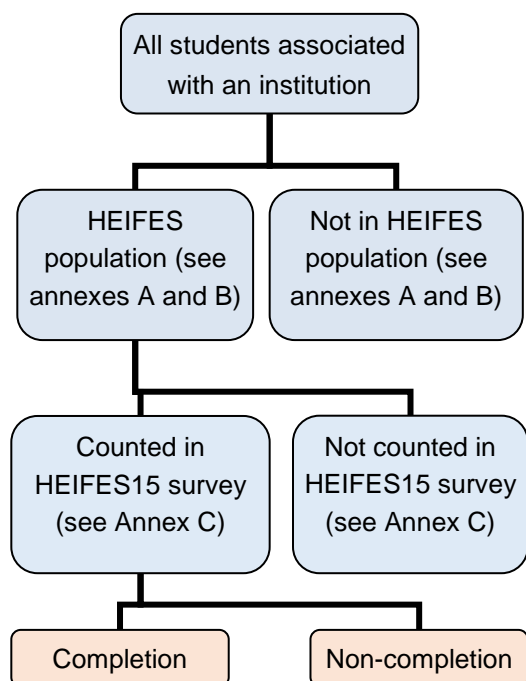 All students associated
with an institution
HEIFES
population (see
annexes A and B)
Not in HEIFES
population (see
annexes A and B)
Counted in
HEIFES15 survey
(see Annex C)
Not counted in
HEIFES15 survey
(see Annex C)
Completion
Non-completion